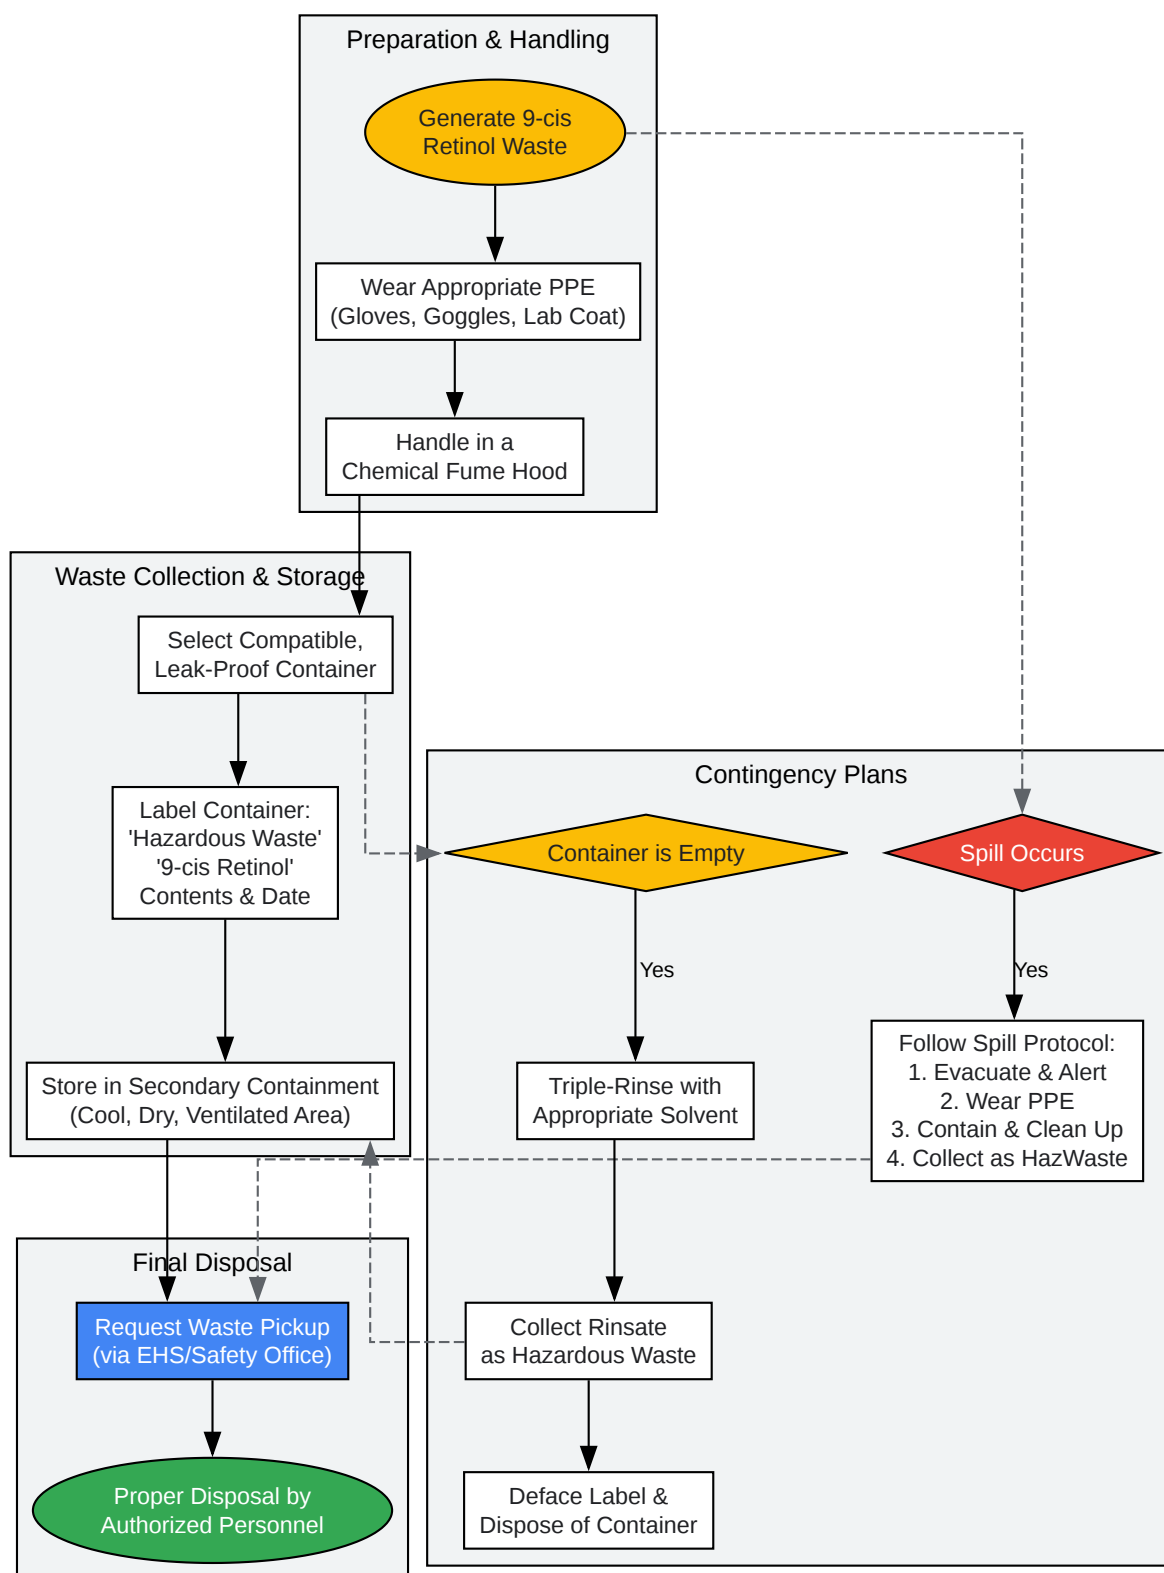 Preparation & Handling
Generate 9-cis
Retinol Waste
Wear Appropriate PPE
(Gloves, Goggles, Lab Coat)
Handle in a
Chemical Fume Hood
Waste Collection & Storage
Select Compatible,
Leak-Proof Container
Label Container:
'Hazardous Waste'
'9-cis Retinol'
Contents & Date
Store in Secondary Containment
(Cool, Dry, Ventilated Area)
Contingency Plans
Container is Empty
Yes
Triple-Rinse with
Appropriate Solvent
Collect Rinsate
as Hazardous Waste
Deface Label &
Dispose of Container
Spill Occurs
Yes
Follow Spill Protocol:
1. Evacuate & Alert
2. Wear PPE
3. Contain & Clean Up
4. Collect as HazWaste
Final Disposal
Request Waste Pickup
(via EHS/Safety Office)
Proper Disposal by
Authorized Personnel